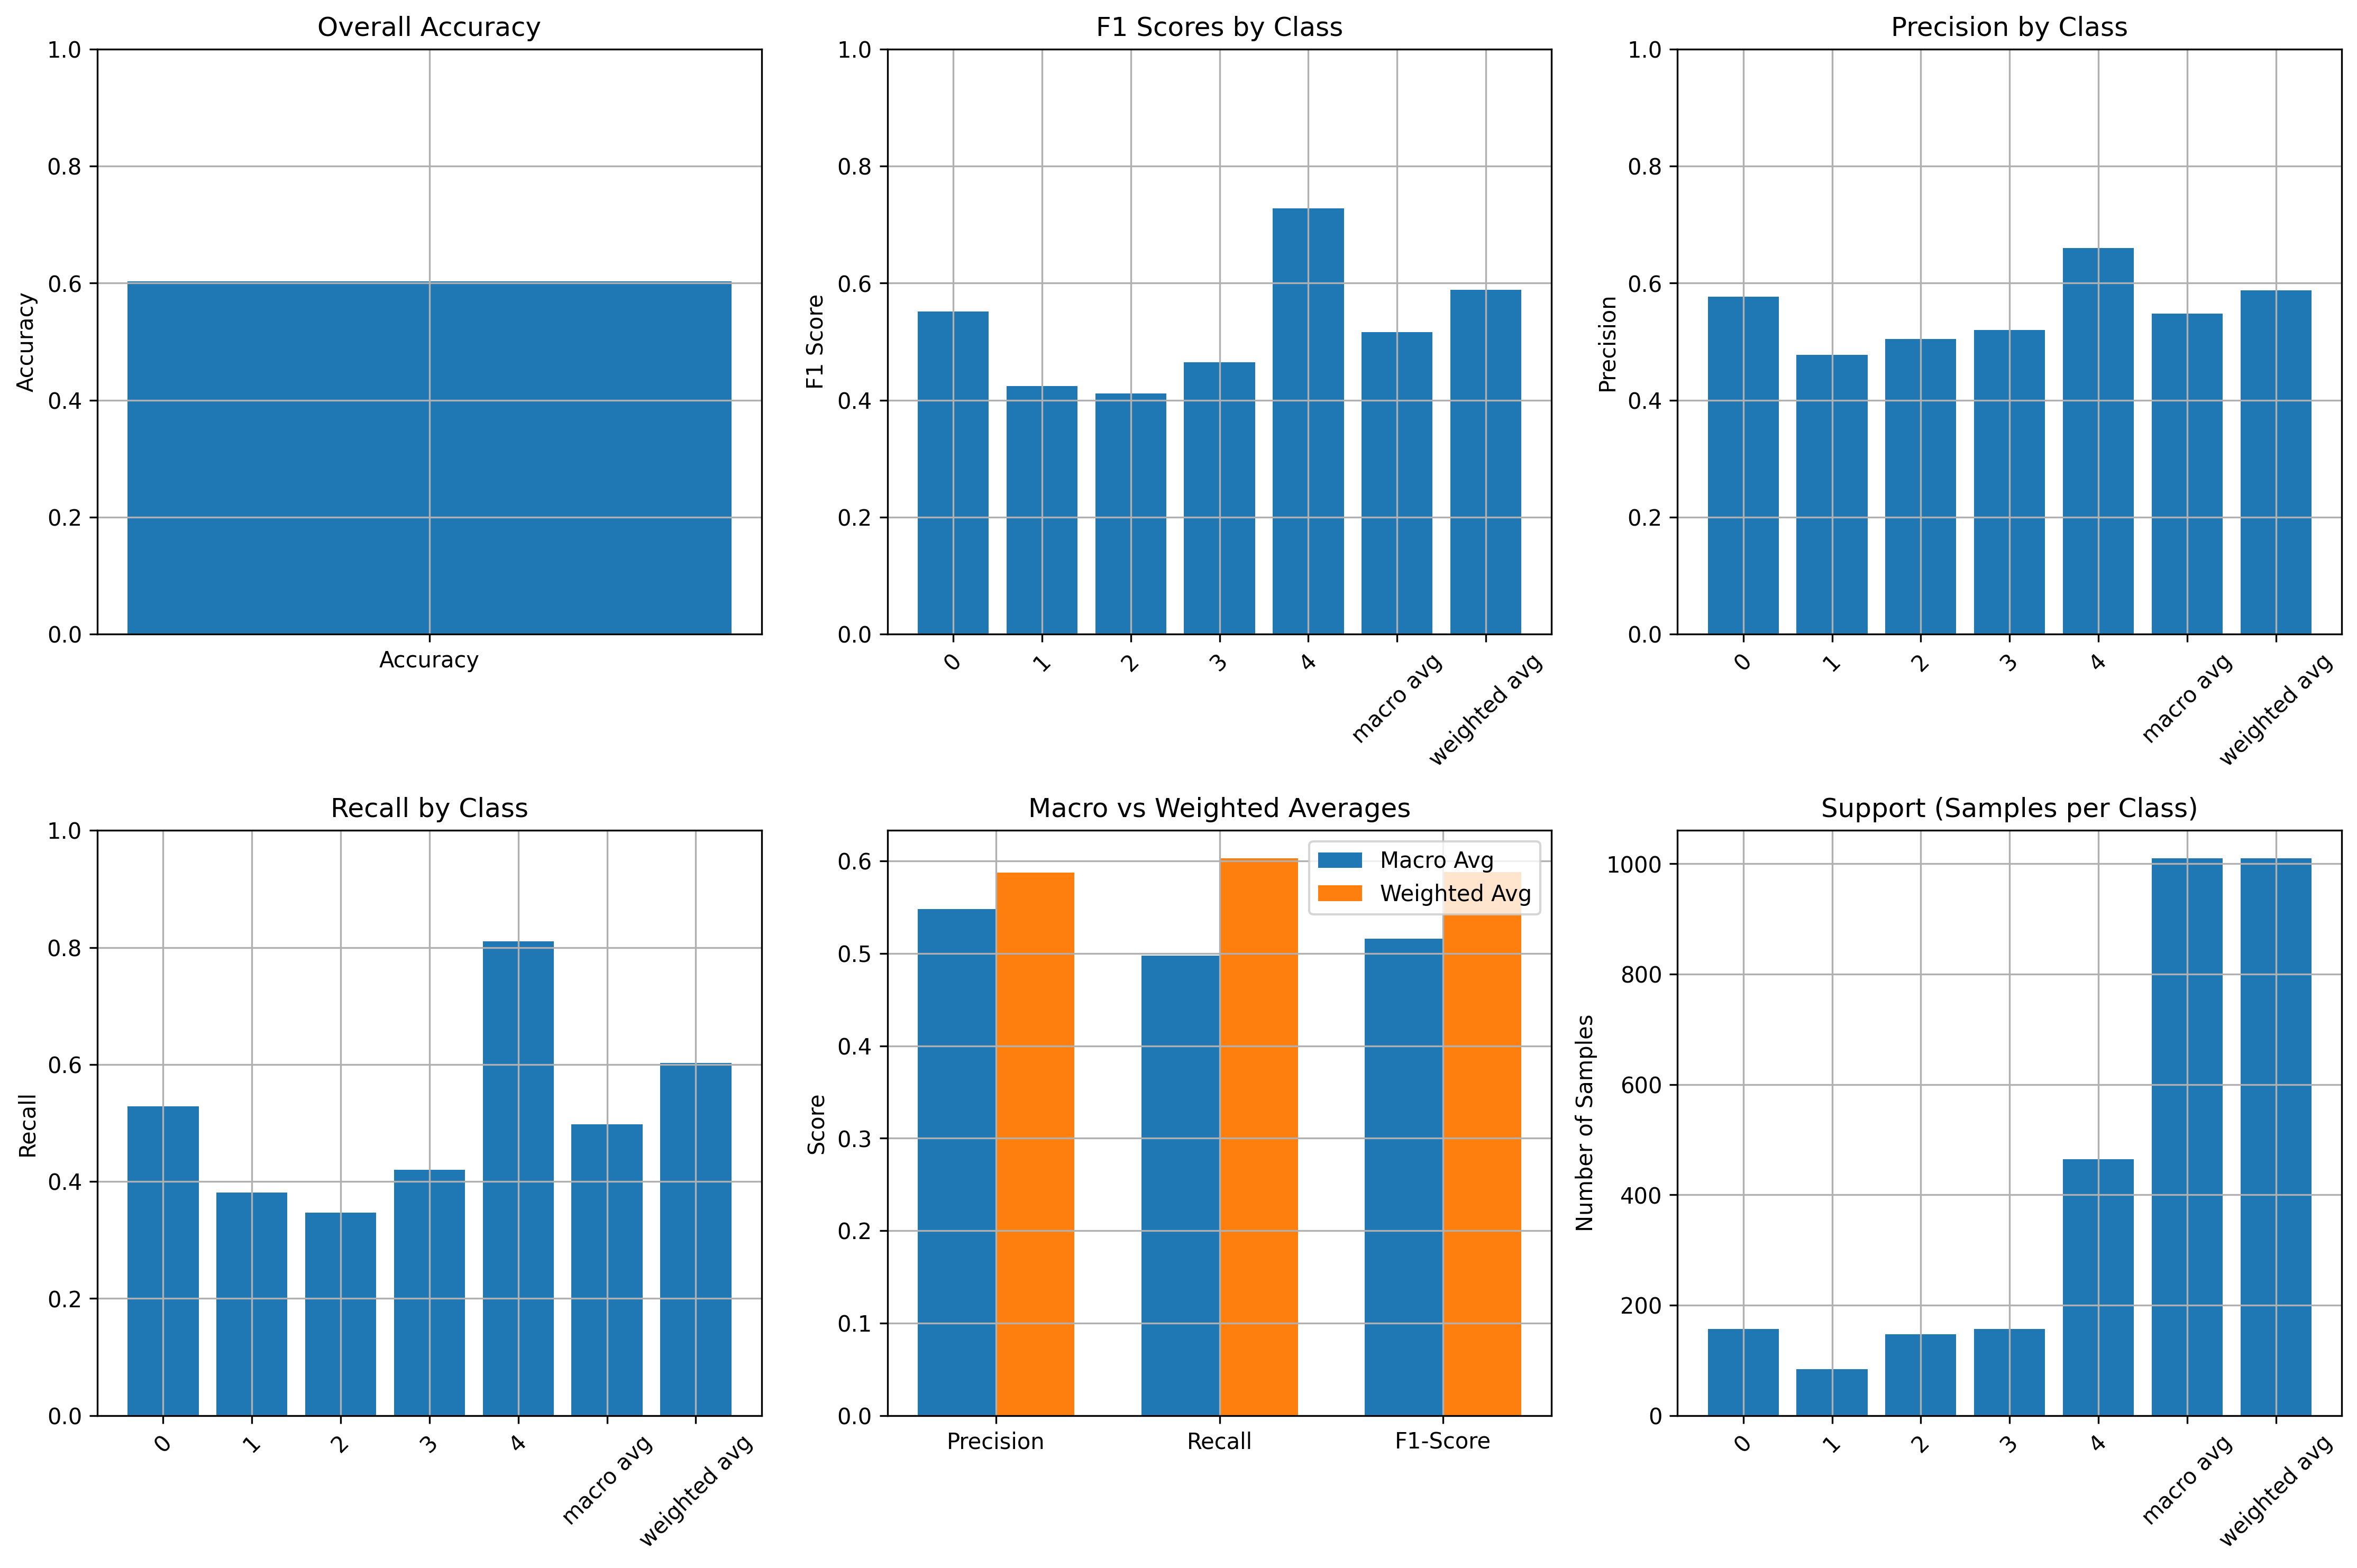 Overall Accuracy
1.0
0.8
0.6
0.4
0.2
0.0
Accuracy
Accuracy
F1 Scores by Class
1.0
0.8
0.6
0.4
0.2
0.0
F1 Score
0
1
2
3
4
macro avg
weighted avg
Precision by Class
1.0
0.8
0.6
0.4
0.2
0.0
Precision
0
1
2
3
4
macro avg
weighted avg
Recall by Class
1.0
0.8
0.6
0.4
0.2
0.0
Recall
0
1
2
3
4
macro avg
weighted avg
Macro vs Weighted Averages
Macro Avg
Weighted Avg
0.6
0.5
0.4
0.3
0.2
0.1
0.0
Score
Precision
Recall
F1-Score
Support (Samples per Class)
1000
800
600
400
200
0
Number of Samples
0
1
2
3
4
macro avg
weighted avg